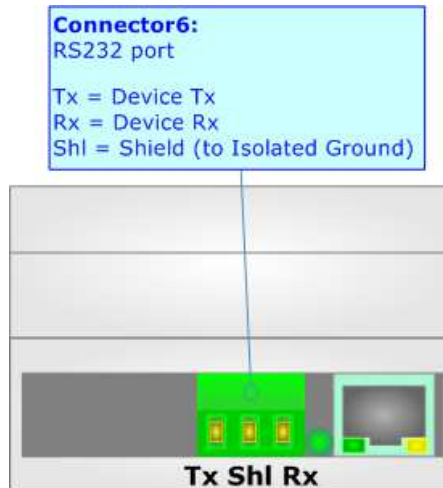 Connector6:
RS232 port
Tx = Device Tx
Rx = Device Rx
Shl = Shield (to Isolated Ground)
Tx Shl Rx